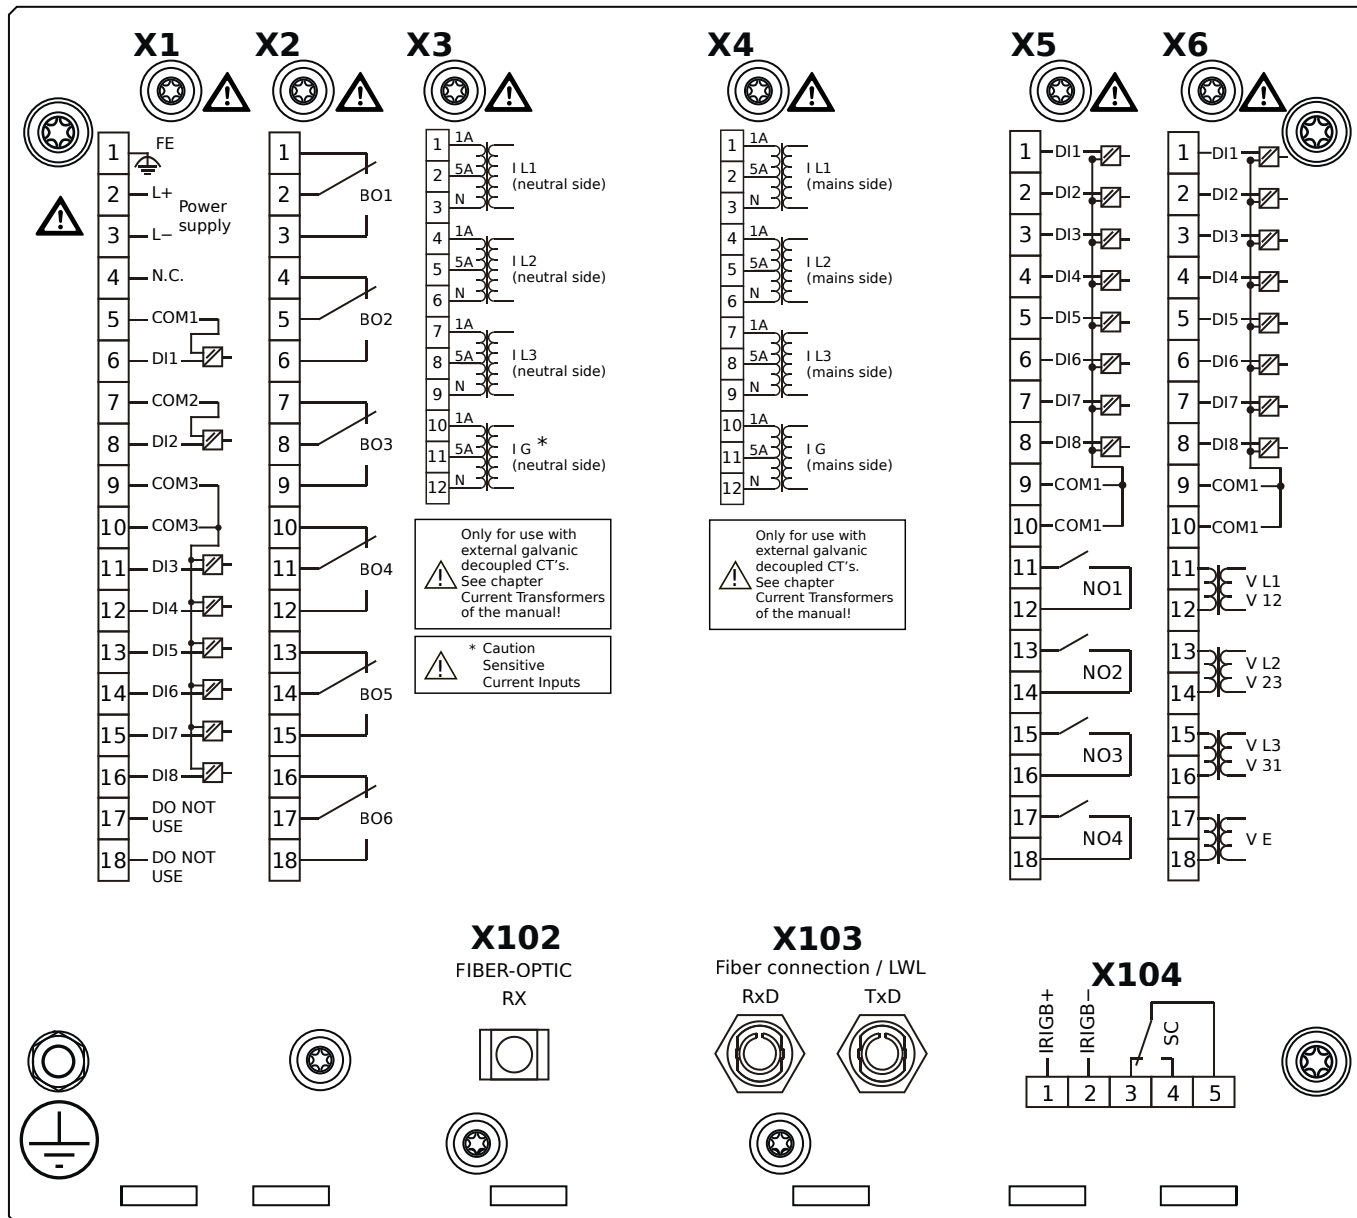 X1
1
FE
2
L+
Power
supply
3
L−
4
N.C.
5
COM1
6
DI1
7
COM2
8
DI2
9
COM3
10
COM3
11
DI3
12
DI4
13
DI5
14
DI6
15
DI7
16
DI8
17
DO NOT
USE
18
DO NOT
USE
X2
1
2
BO1
3
4
5
BO2
6
7
8
BO3
9
10
11
BO4
12
13
14
BO5
15
16
17
BO6
18
X3
1
1A
2
5A
I L1
(neutral side)
3
N
4
1A
5
5A
I L2
(neutral side)
6
N
7
1A
8
5A
I L3
(neutral side)
9
N
10
1A
11
5A
I G *
(neutral side)
12
N
Only for use with
external galvanic
decoupled CT's.
See chapter
Current Transformers
of the manual!
* Caution
Sensitive
Current Inputs
X4
1
1A
2
5A
I L1
(mains side)
3
N
4
1A
5
5A
I L2
(mains side)
6
N
7
1A
8
5A
I L3
(mains side)
9
N
10
1A
11
5A
I G
(mains side)
12
N
Only for use with
external galvanic
decoupled CT's.
See chapter
Current Transformers
of the manual!
X5
1
DI1
2
DI2
3
DI3
4
DI4
5
DI5
6
DI6
7
DI7
8
DI8
9
COM1
10
COM1
11
NO1
12
13
NO2
14
15
NO3
16
17
NO4
18
X6
1
DI1
2
DI2
3
DI3
4
DI4
5
DI5
6
DI6
7
DI7
8
DI8
9
COM1
10
COM1
11
V L1
V 12
12
13
V L2
V 23
14
15
V L3
V 31
16
17
V E
18
X102
FIBER-OPTIC
RX
X103
Fiber connection / LWL
RxD
TxD
X104
IRIGB+
IRIGB−
SC
1
2
3
4
5